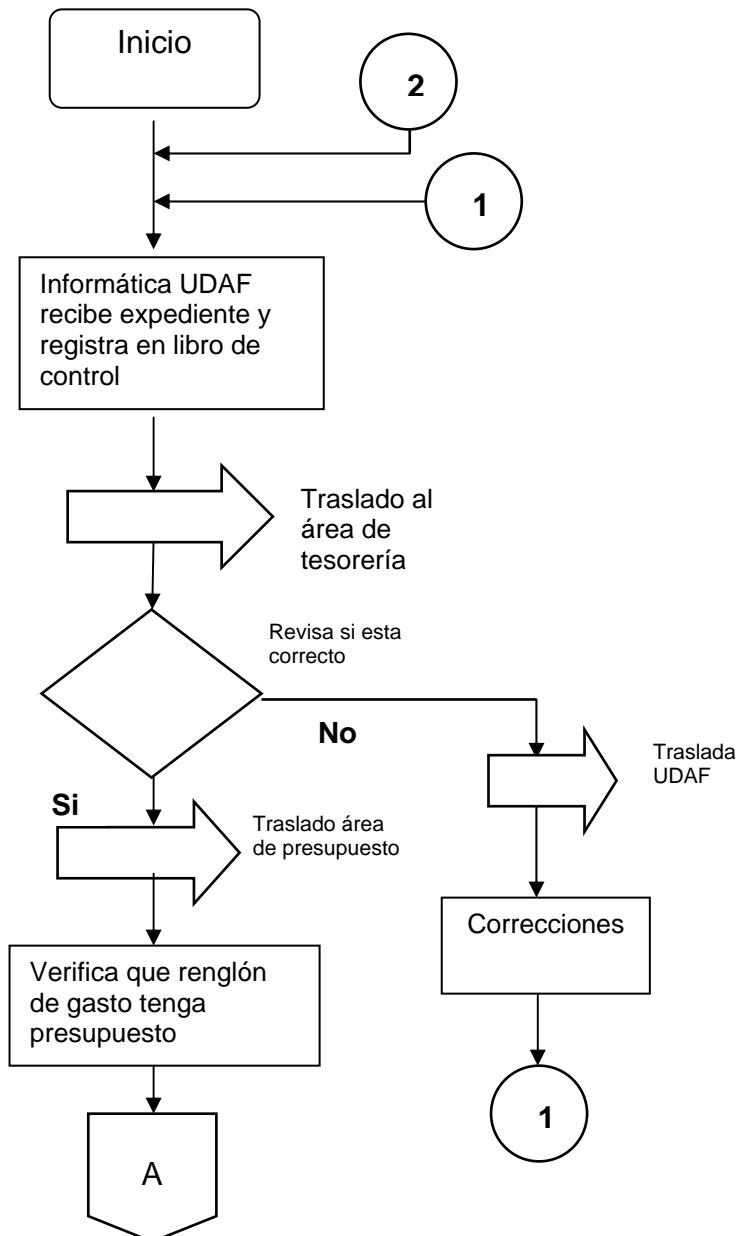 Inicio
2
1
Informática UDAF
recibe expediente y
registra en libro de
control
Traslado al
área de
tesorería
Revisa si esta
correcto
No
Traslada
UDAF
Si
Traslado área
de presupuesto
Correcciones
Verifica que renglón
de gasto tenga
presupuesto
1
A